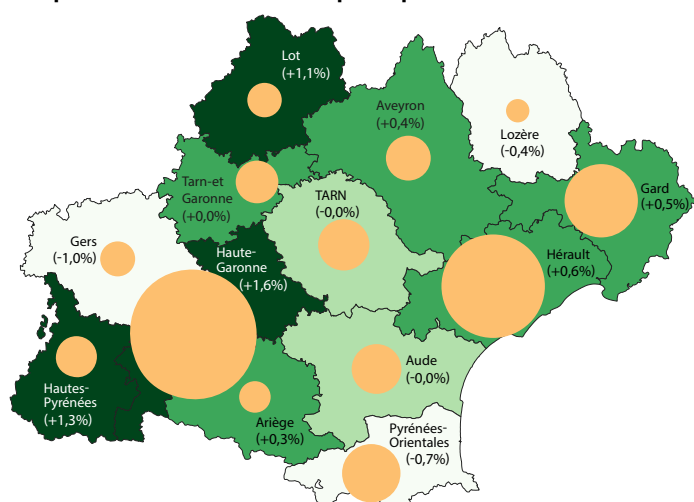 Lot
(+1,1%)
Aveyron
(+0,4%)
Lozère
(-0,4%)
Tarn-et
Garonne
(+0,0%)
TARN
(-0,0%)
Gard
(+0,5%)
Gers
(-1,0%)
Haute-
Garonne
(+1,6%)
Hérault
(+0,6%)
Hautes-
Pyrénées
(+1,3%)
Ariège
(+0,3%)
Aude
(-0,0%)
Pyrénées-
Orientales
(-0,7%)